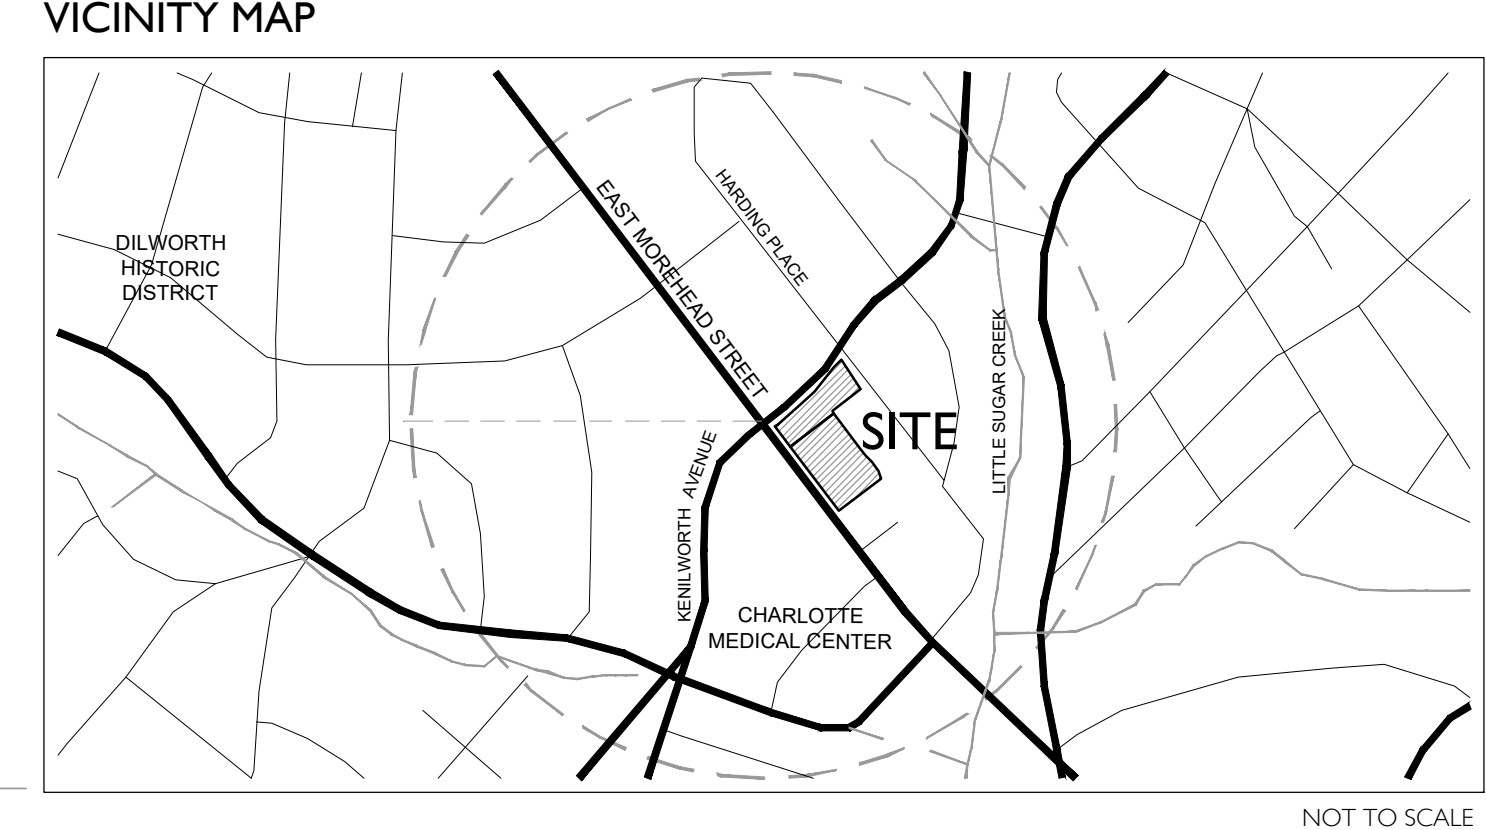 VICINITY MAP
HARDING PLACE
EAST MOREHEAD STREET
DILWORTH
HISTORIC
DISTRICT
LITTLE SUGAR CREEK
SITE
KENILWORTH AVENUE
CHARLOTTE
MEDICAL CENTER
NOT TO SCALE